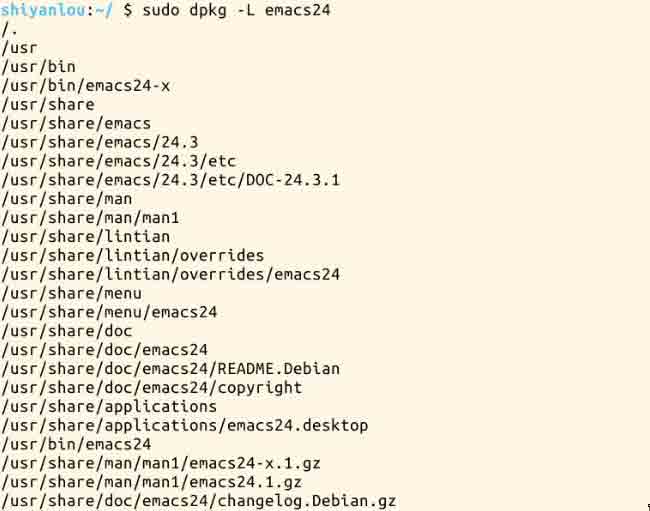 shiyanlou:~/ $ sudo dpkg -L emacs24
/.
/usr
/usr/bin
/usr/bin/emacs24-x
/usr/share
/usr/share/emacs
/usr/share/emacs/24.3
/usr/share/emacs/24.3/etc
/usr/share/emacs/24.3/etc/DOC-24.3.1
/usr/share/man
/usr/share/man/man1
/usr/share/lintian
/usr/share/lintian/overrides
/usr/share/lintian/overrides/emacs24
/usr/share/menu
/usr/share/menu/emacs24
/usr/share/doc
/usr/share/doc/emacs24
/usr/share/doc/emacs24/README.Debian
/usr/share/doc/emacs24/copyright
/usr/share/applications
/usr/share/applications/emacs24.desktop
/usr/bin/emacs24
/usr/share/man/man1/emacs24-x.1.gz
/usr/share/man/man1/emacs24.1.gz
/usr/share/doc/emacs24/changelog.Debian.gz